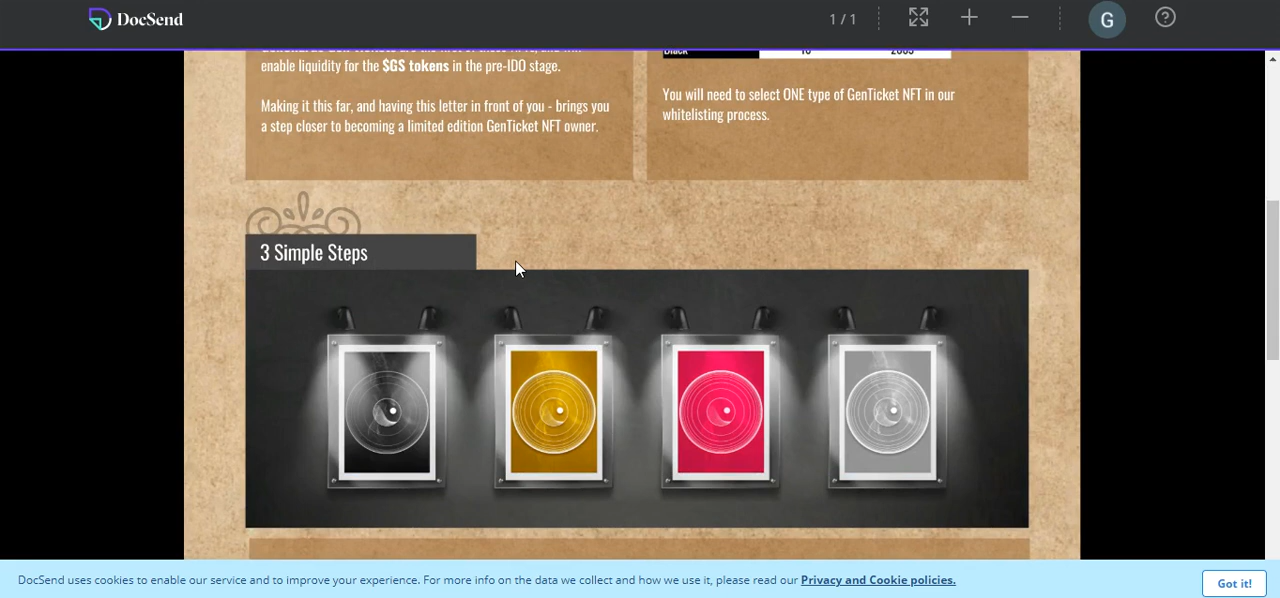 DocSend
1 / 1
G
?
enable liquidity for the $GS tokens in the pre-IDO stage.
Making it this far, and having this letter in front of you - brings you
a step closer to becoming a limited edition GenTicket NFT owner.
Black
You will need to select ONE type of GenTicket NFT in our
whitelisting process.
3 Simple Steps
DocSend uses cookies to enable our service and to improve your experience. For more info on the data we collect and how we use it, please read our Privacy and Cookie policies.
Got it!